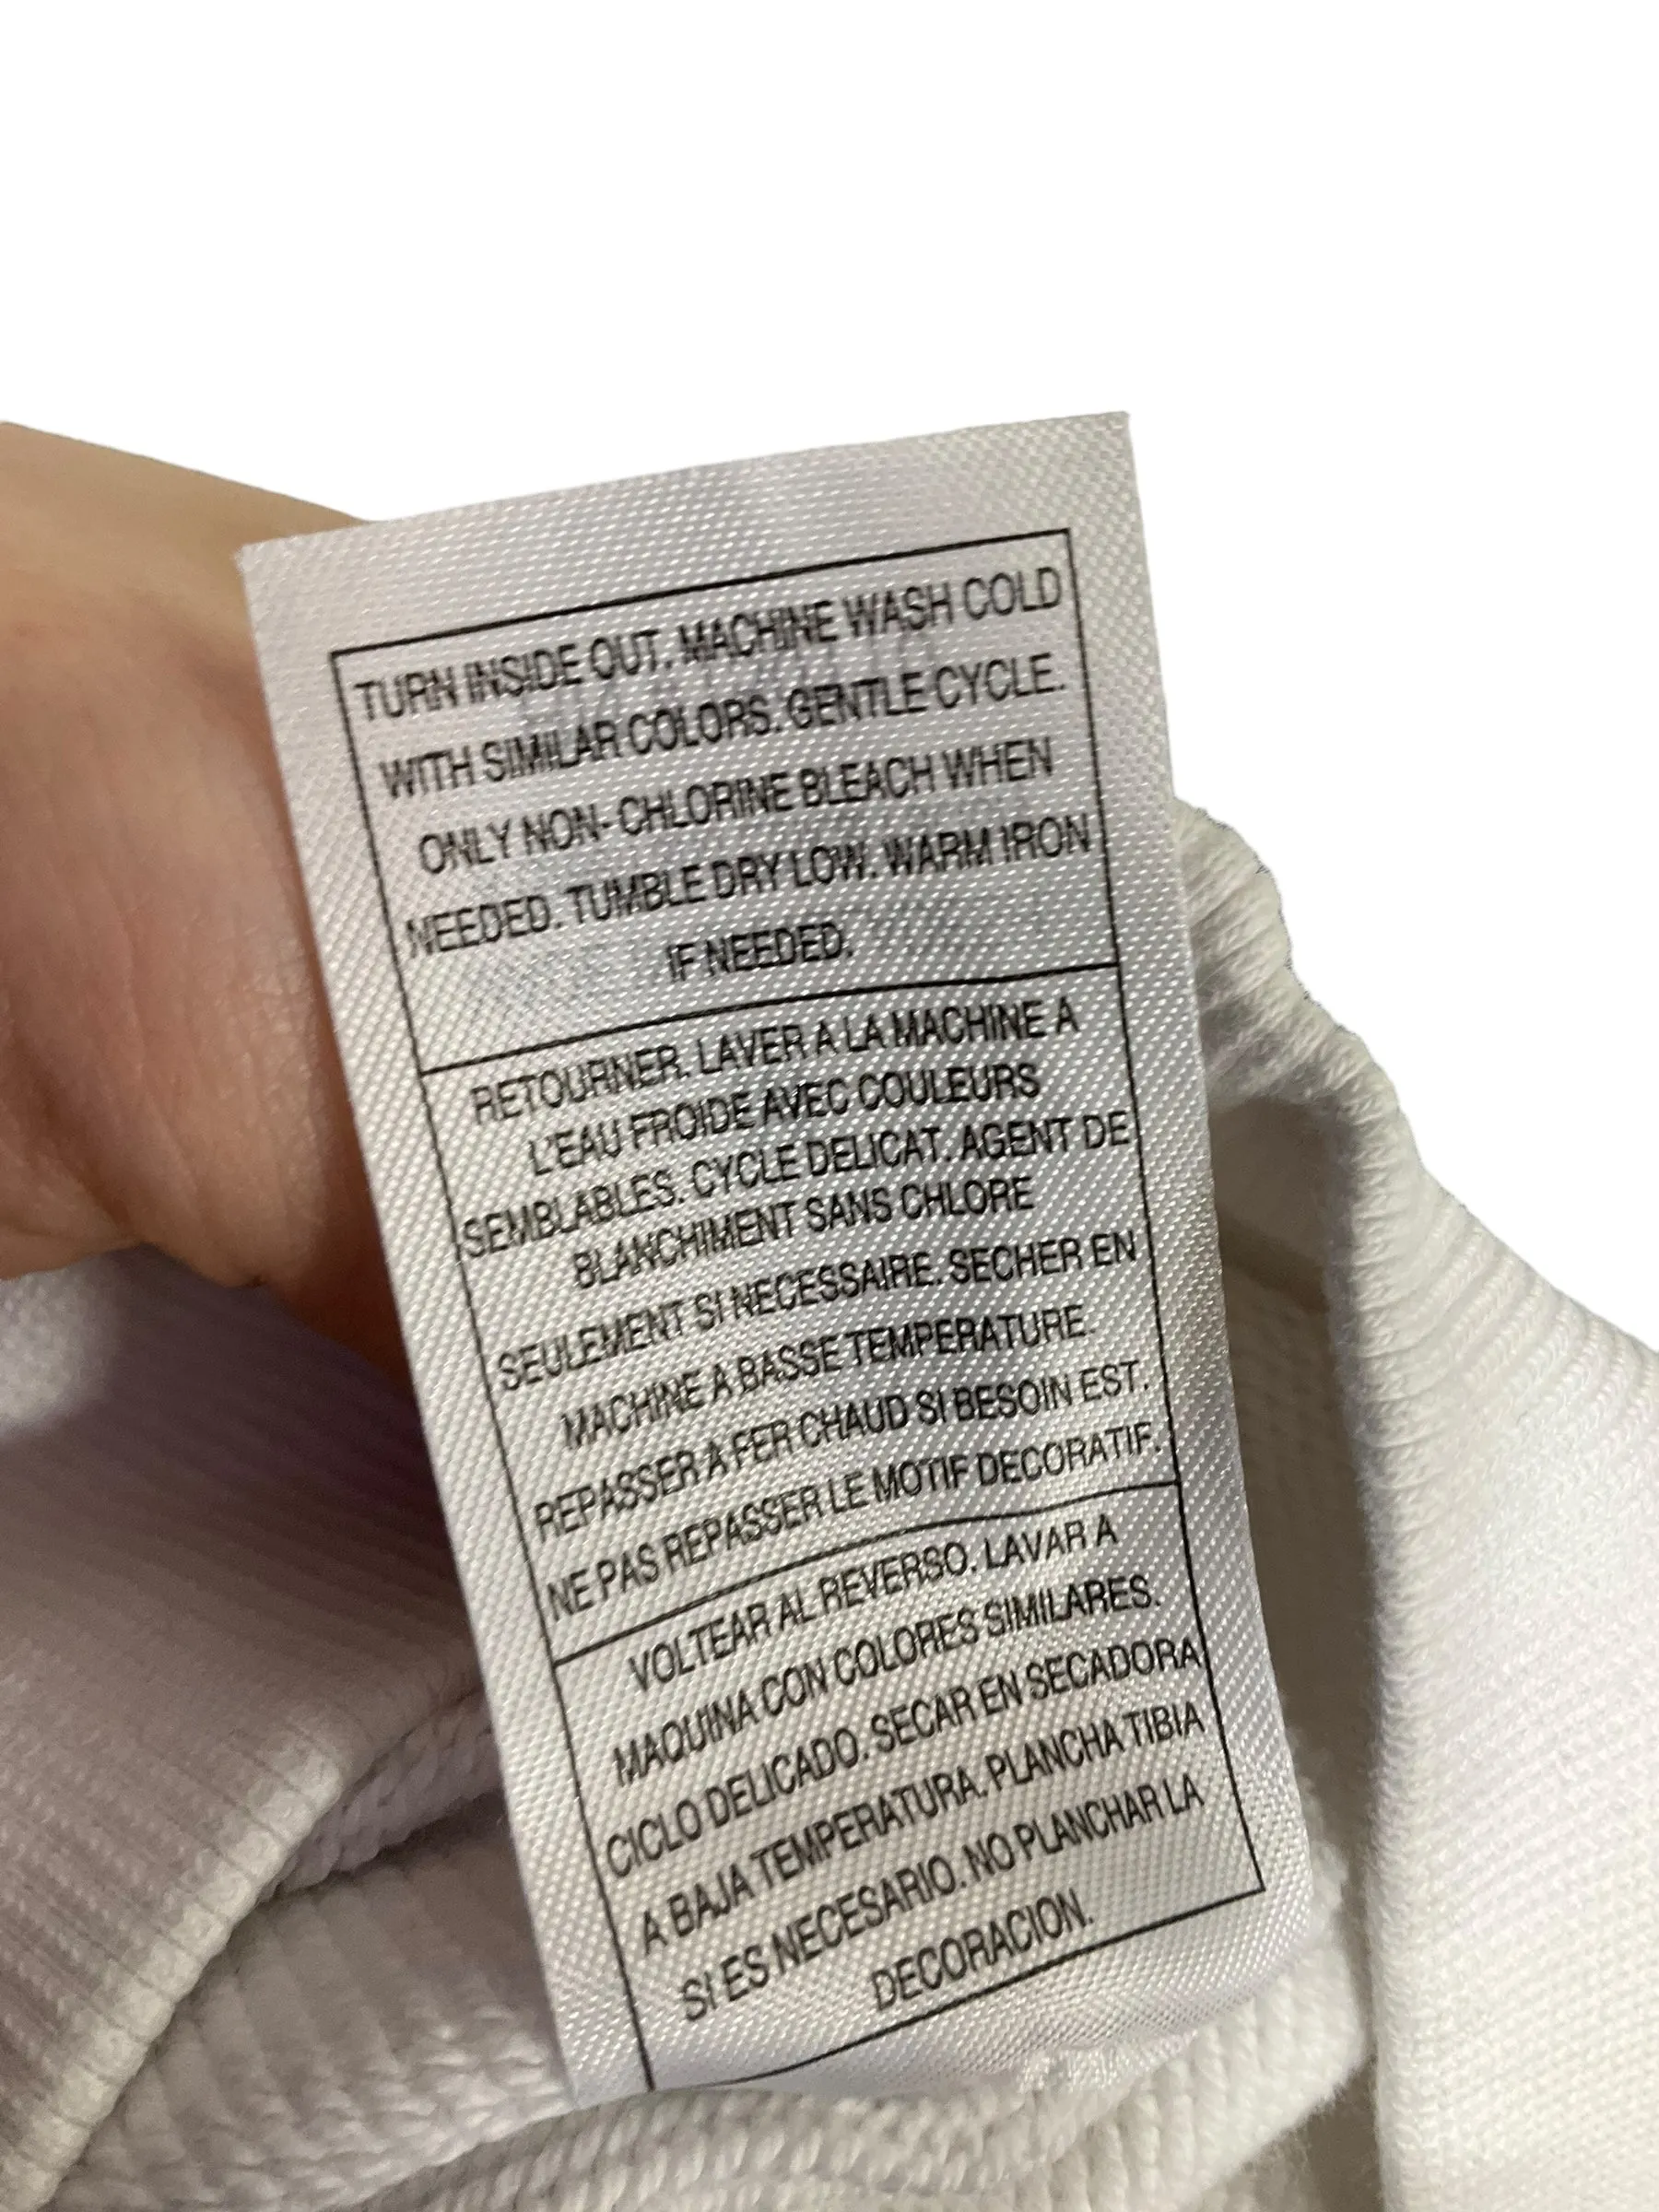 TURN INSIDE OUT. MACHINE WASH COLD
WITH SIMILAR COLORS. GENTLE CYCLE.
ONLY NON- CHLORINE BLEACH WHEN
NEEDED. TUMBLE DRY LOW. WARM IRON
IF NEEDED.
RETOURNER. LAVER A LA MACHINE A
L'EAU FROIDE AVEC COULEURS
SEMBLABLES. CYCLE DELICAT. AGENT DE
BLANCHIMENT SANS CHLORE
SEULEMENT SI NECESSAIRE. SECHER EN
MACHINE A BASSE TEMPERATURE.
REPASSER A FER CHAUD SI BESOIN EST.
NE PAS REPASSER LE MOTIF DECORATIF.
VOLTEAR AL REVERSO. LAVAR A
MAQUINA CON COLORES SIMILARES.
CICLO DELICADO. SECAR EN SECADORA
A BAJA TEMPERATURA. PLANCHA TIBIA
SI ES NECESARIO. NO PLANCHAR LA
DECORACION.